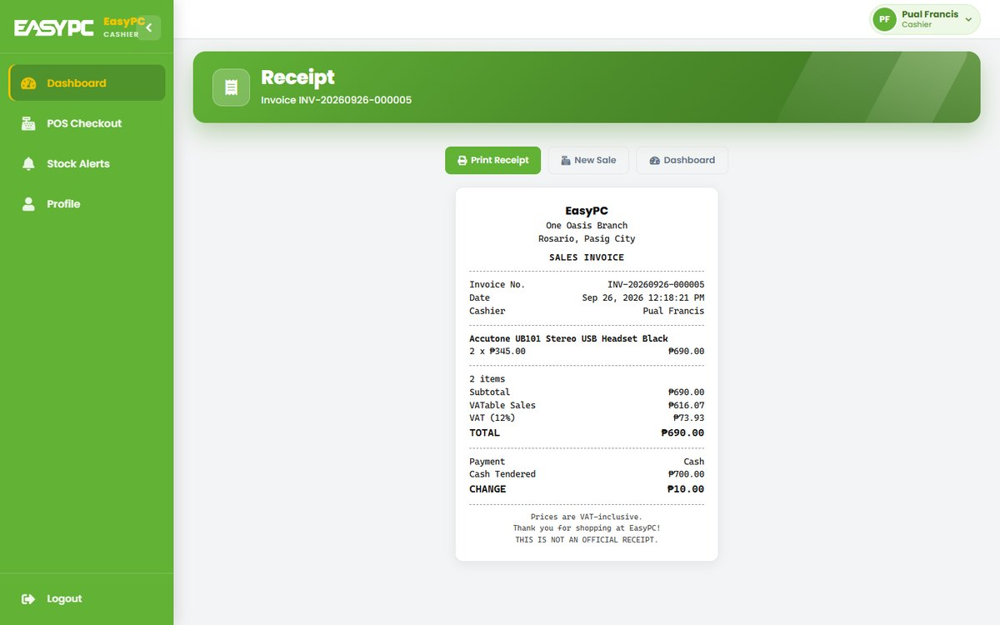 EASYPC
EasyPC
CASHIER
Dashboard
POS Checkout
Stock Alerts
Profile
Logout
PF
Pual Francis
Cashier
Receipt
Invoice INV-20260926-000005
Print Receipt
New Sale
Dashboard
EasyPC
One Oasis Branch
Rosario, Pasig City
SALES INVOICE
Invoice No. INV-20260926-000005
Date Sep 26, 2026 12:18:21 PM
Cashier Pual Francis
Accutone UB101 Stereo USB Headset Black
2 x ₱345.00 ₱690.00
2 items
Subtotal ₱690.00
VATable Sales ₱616.07
VAT (12%) ₱73.93
TOTAL ₱690.00
Payment Cash
Cash Tendered ₱700.00
CHANGE ₱10.00
Prices are VAT-inclusive.
Thank you for shopping at EasyPC!
THIS IS NOT AN OFFICIAL RECEIPT.